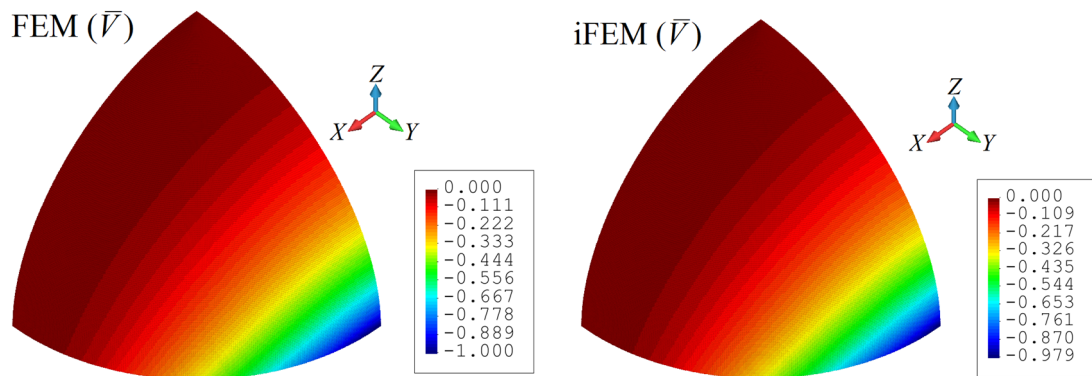 FEM (V̄)
Z
X
Y
0.000
-0.111
-0.222
-0.333
-0.444
-0.556
-0.667
-0.778
-0.889
-1.000
iFEM (V̄)
Z
X
Y
0.000
-0.109
-0.217
-0.326
-0.435
-0.544
-0.653
-0.761
-0.870
-0.979